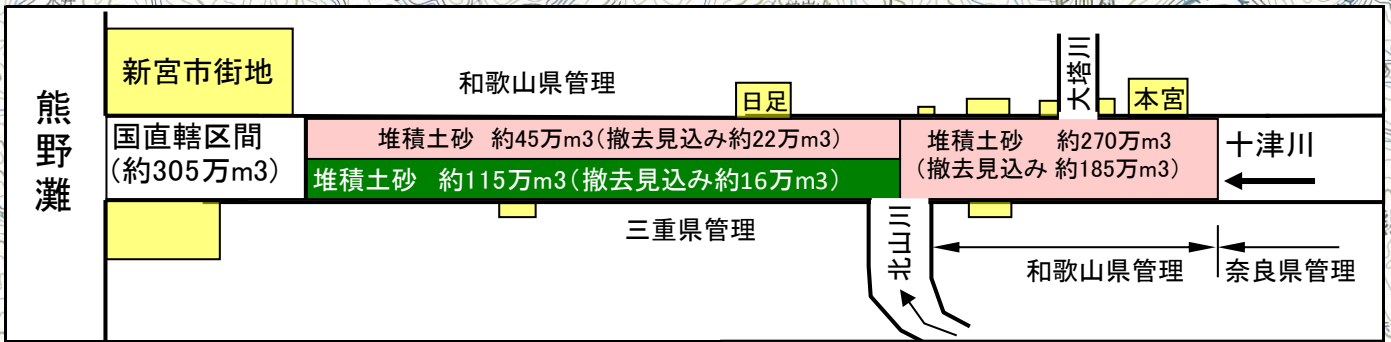 熊野灘
新宮市街地
和歌山県管理
日足
大塔川
本宮
国直轄区間
(約305万m3)
堆積土砂 約45万m3(撤去見込み約22万m3)
堆積土砂 約115万m3(撤去見込み約16万m3)
堆積土砂 約270万m3
(撤去見込み 約185万m3)
十津川
三重県管理
北山川
和歌山県管理
奈良県管理